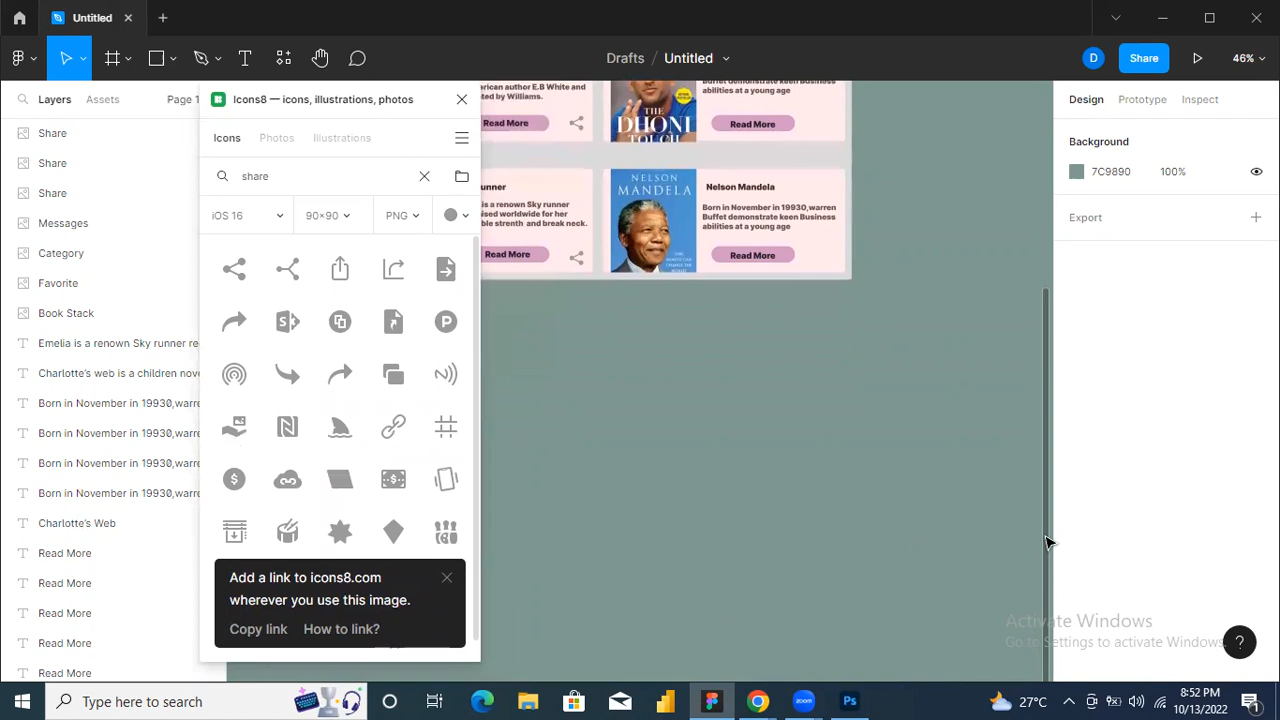 Untitled
Drafts / Untitled
D
Share
46%
Layers
Assets
Page 1
Icons8 — icons, illustrations, photos
Design
Prototype
Inspect
Share
Share
Share
Messages
Category
Favorite
Book Stack
Emelia is a renown Sky runner re
Charlotte's web is a children nov
Born in November in 19930,warre
Born in November in 19930,warre
Born in November in 19930,warre
Born in November in 19930,warre
Charlotte's Web
Read More
Read More
Read More
Read More
Read More
Icons
Photos
Illustrations
share
iOS 16
90×90
PNG
Add a link to icons8.com
wherever you use this image.
Copy link
How to link?
erican author E.B White and
ted by Williams.
Read More
THE
DHONI
TOUCH
Buffet demonstrate keen Business
abilities at a young age
Read More
unner
is a renown Sky runner
ised worldwide for her
ble strenth and break neck.
Read More
NELSON
MANDELA
Nelson Mandela
Born in November in 19930,warren
Buffet demonstrate keen Business
abilities at a young age
Read More
Background
7C9890
100%
Export
Activate Windows
Go to Settings to activate Windows.
?
Type here to search
27°C
8:52 PM
10/13/2022